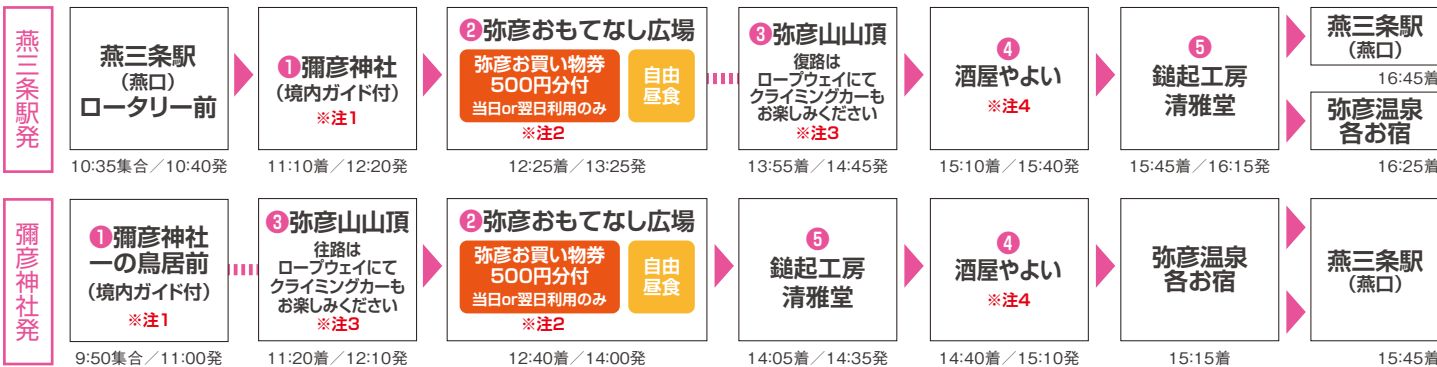 燕三条駅発
燕三条駅
(燕口)
ロータリー前
10:35集合/10:40発
❶彌彦神社
(境内ガイド付)
※注1
11:10着/12:20発
❷弥彦おもてなし広場
弥彦お買い物券
500円分付
当日or翌日利用のみ
自由
昼食
※注2
12:25着/13:25発
❸弥彦山山頂
復路は
ロープウェイにて
クライミングカーも
お楽しみください
※注3
13:55着/14:45発
❹
酒屋やよい
※注4
15:10着/15:40発
❺
鎚起工房
清雅堂
15:45着/16:15発
燕三条駅
(燕口)
16:45着
弥彦温泉
各お宿
16:25着
彌彦神社発
❶彌彦神社
一の鳥居前
(境内ガイド付)
※注1
9:50集合/11:00発
❸弥彦山山頂
往路は
ロープウェイにて
クライミングカーも
お楽しみください
※注3
11:20着/12:10発
❷弥彦おもてなし広場
弥彦お買い物券
500円分付
当日or翌日利用のみ
自由
昼食
※注2
12:40着/14:00発
❺
鎚起工房
清雅堂
14:05着/14:35発
❹
酒屋やよい
※注4
14:40着/15:10発
弥彦温泉
各お宿
15:15着
燕三条駅
(燕口)
15:45着